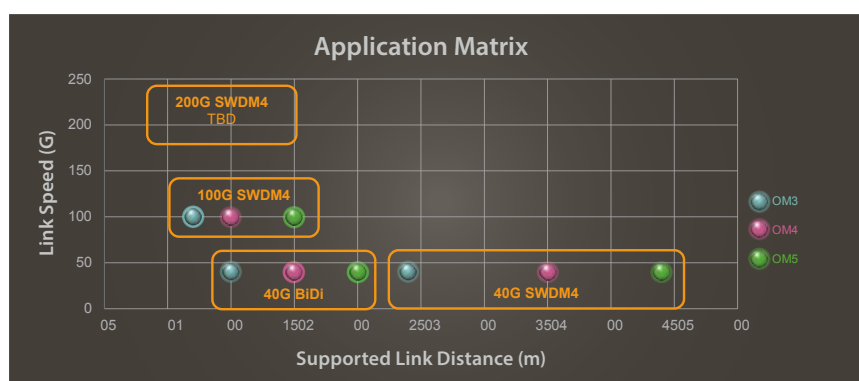 Application Matrix
250
200G SWDM4
TBD
200
150
100G SWDM4
100
50
40G BiDi
40G SWDM4
0
Link Speed (G)
OM3
OM4
OM5
05 01 00 1502 00 2503 00 3504 00 4505 00
Supported Link Distance (m)